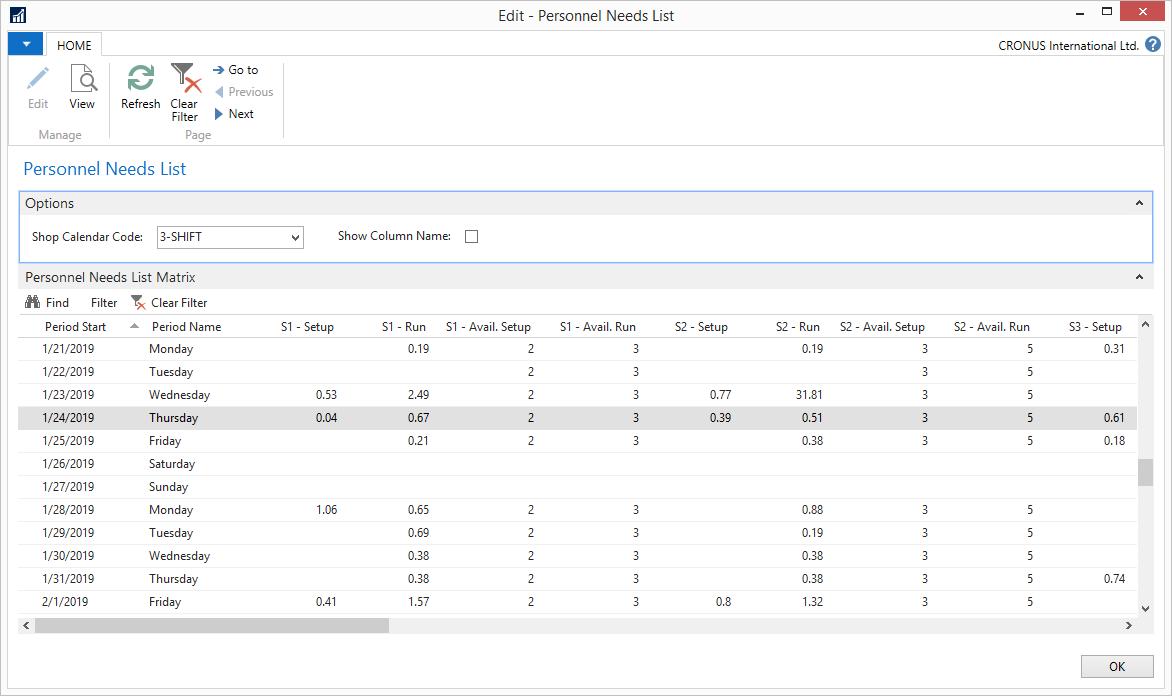 Edit - Personnel Needs List
HOME
CRONUS International Ltd.
Edit
View
Manage
Refresh
Clear
Filter
Go to
Previous
Next
Page
Personnel Needs List
Options
Shop Calendar Code: 3-SHIFT Show Column Name:
Personnel Needs List Matrix
Find Filter Clear Filter
Period Start Period Name S1 - Setup S1 - Run S1 - Avail. Setup S1 - Avail. Run S2 - Setup S2 - Run S2 - Avail. Setup S2 - Avail. Run S3 - Setup
1/21/2019 Monday 0.19 2 3 0.19 3 5 0.31
1/22/2019 Tuesday 2 3 3 5
1/23/2019 Wednesday 0.53 2.49 2 3 0.77 31.81 3 5
1/24/2019 Thursday 0.04 0.67 2 3 0.39 0.51 3 5 0.61
1/25/2019 Friday 0.21 2 3 0.38 3 5 0.18
1/26/2019 Saturday
1/27/2019 Sunday
1/28/2019 Monday 1.06 0.65 2 3 0.88 3 5
1/29/2019 Tuesday 0.69 2 3 0.19 3 5
1/30/2019 Wednesday 0.38 2 3 0.38 3 5
1/31/2019 Thursday 0.38 2 3 0.38 3 5 0.74
2/1/2019 Friday 0.41 1.57 2 3 0.8 1.32 3 5
OK